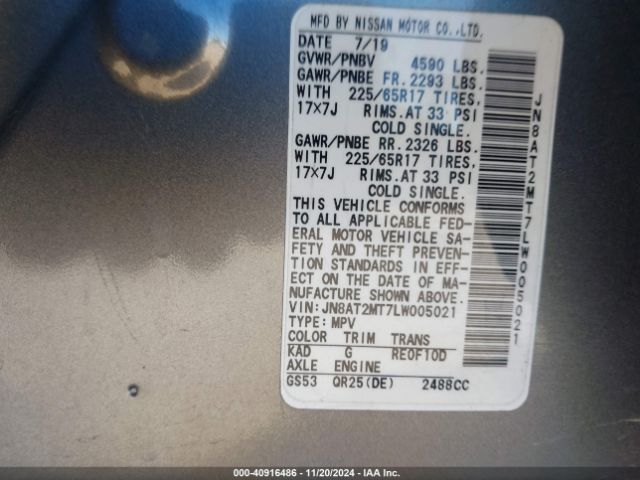 MFD BY NISSAN MOTOR CO.,LTD.
DATE 7/19
GVWR/PNBV 4590 LBS.
GAWR/PNBE FR. 2293 LBS.
WITH 225/65R17 TIRES,
17×7J RIMS.AT 33 PSI
COLD SINGLE.
GAWR/PNBE RR. 2326 LBS.
WITH 225/65R17 TIRES,
17×7J RIMS.AT 33 PSI
COLD SINGLE.
THIS VEHICLE CONFORMS
TO ALL APPLICABLE FED-
ERAL MOTOR VEHICLE SA-
FETY AND THEFT PREVEN-
TION STANDARDS IN EFF-
ECT ON THE DATE OF MA-
NUFACTURE SHOWN ABOVE.
VIN:JN8AT2MT7LW005021
TYPE:MPV
COLOR TRIM TRANS
KAD G RE0F10D
AXLE ENGINE
GS53 QR25(DE) 2488CC
JN8AT2MT7LW005021
000-40916486 - 11/20/2024 - IAA Inc.